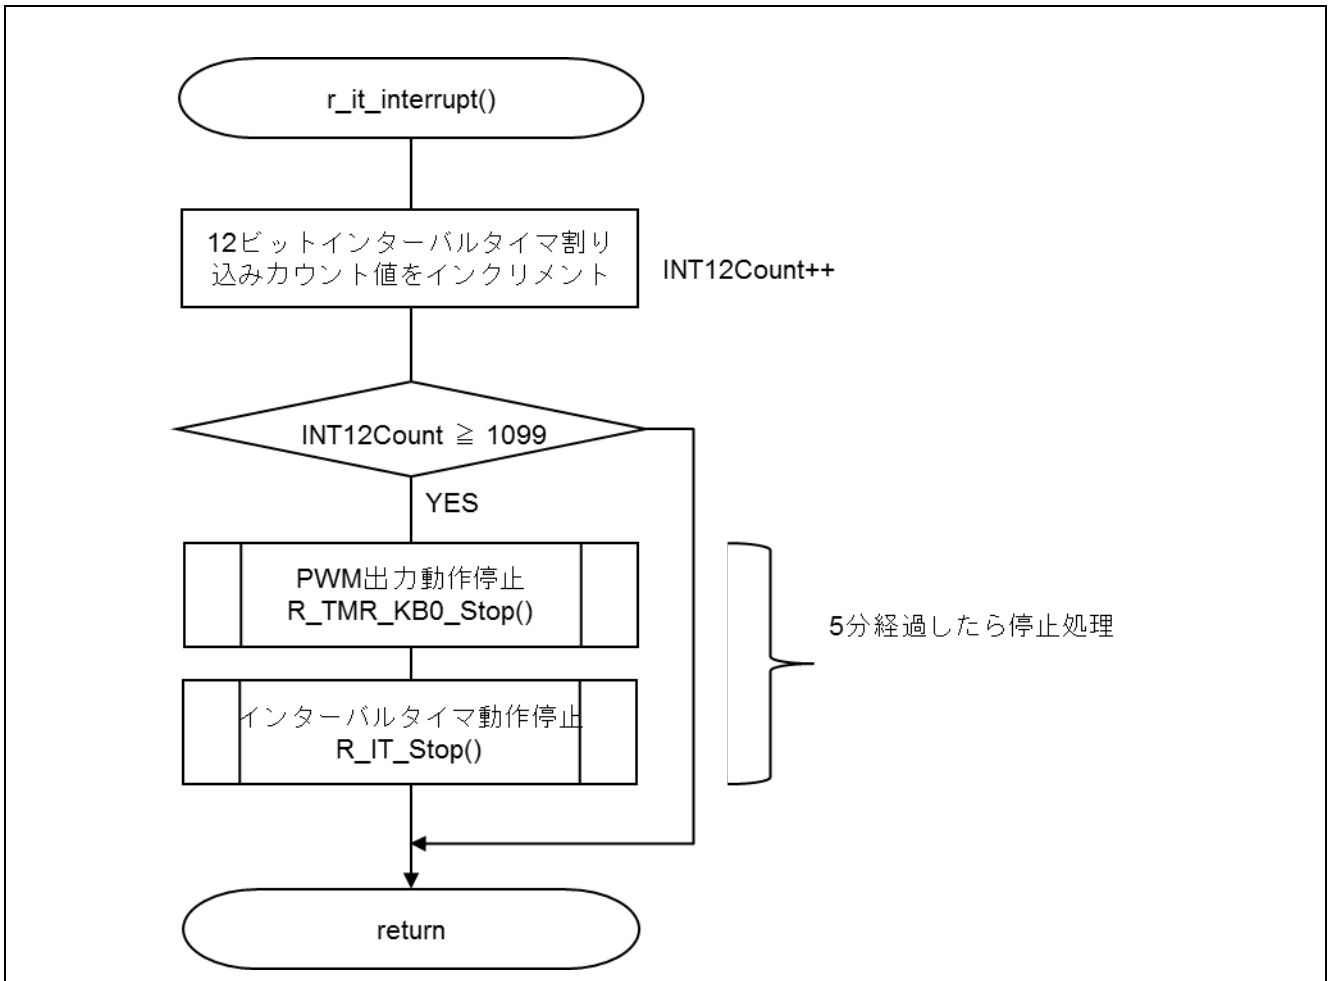 r_it_interrupt()
12ビットインターバルタイマ割り
込みカウント値をインクリメント
INT12Count++
INT12Count ≧ 1099
YES
PWM出力動作停止
R_TMR_KB0_Stop()
5分経過したら停止処理
インターバルタイマ動作停止
R_IT_Stop()
return